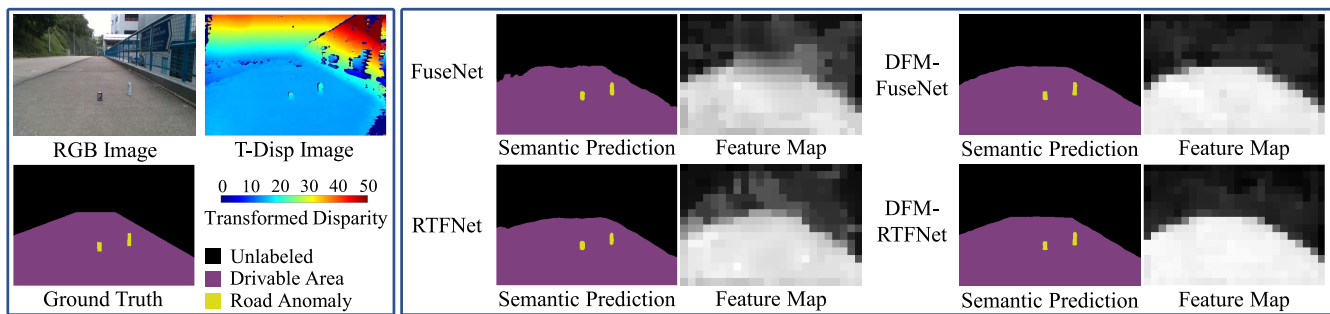 RGB Image
T-Disp Image
0 10 20 30 40 50
Transformed Disparity
Unlabeled
Drivable Area
Road Anomaly
Ground Truth
FuseNet
Semantic Prediction
Feature Map
DFM-
FuseNet
Semantic Prediction
Feature Map
RTFNet
Semantic Prediction
Feature Map
DFM-
RTFNet
Semantic Prediction
Feature Map